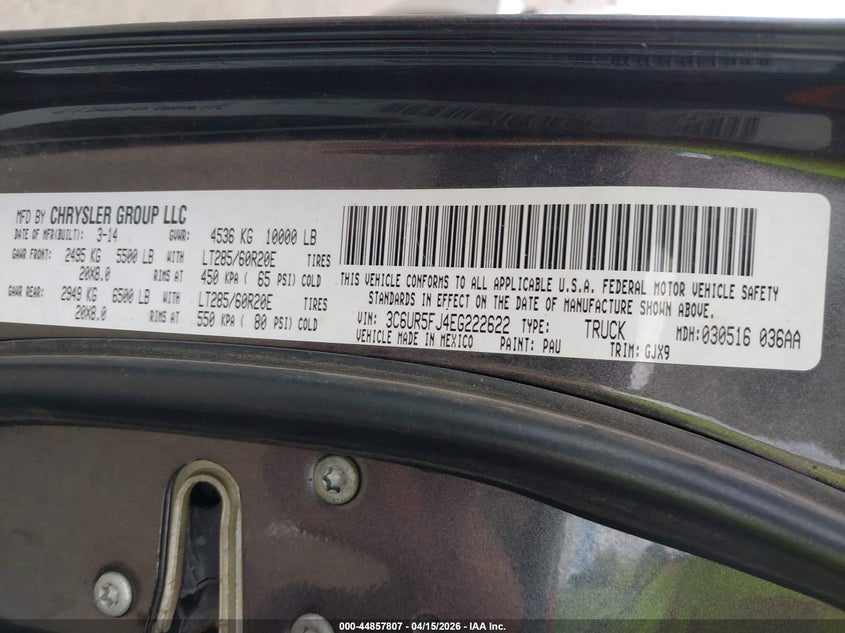 MFD BY CHRYSLER GROUP LLC
DATE OF MFR(BUILT): 3-14 GVWR: 4536 KG 10000 LB
GAWR FRONT: 2495 KG 5500 LB WITH LT285/60R20E TIRES
20X8.0 RIMS AT 450 KPA ( 65 PSI) COLD
GAWR REAR: 2949 KG 6500 LB WITH LT285/60R20E TIRES
20X8.0 RIMS AT 550 KPA ( 80 PSI) COLD
THIS VEHICLE CONFORMS TO ALL APPLICABLE U.S.A. FEDERAL MOTOR VEHICLE SAFETY
STANDARDS IN EFFECT ON THE DATE OF MANUFACTURE SHOWN ABOVE.
VIN: 3C6UR5FJ4EG222622 TYPE: TRUCK MDH:030516 036AA
VEHICLE MADE IN MEXICO PAINT: PAU TRIM: GJX9
000-44857807 - 04/15/2026 - IAA Inc.